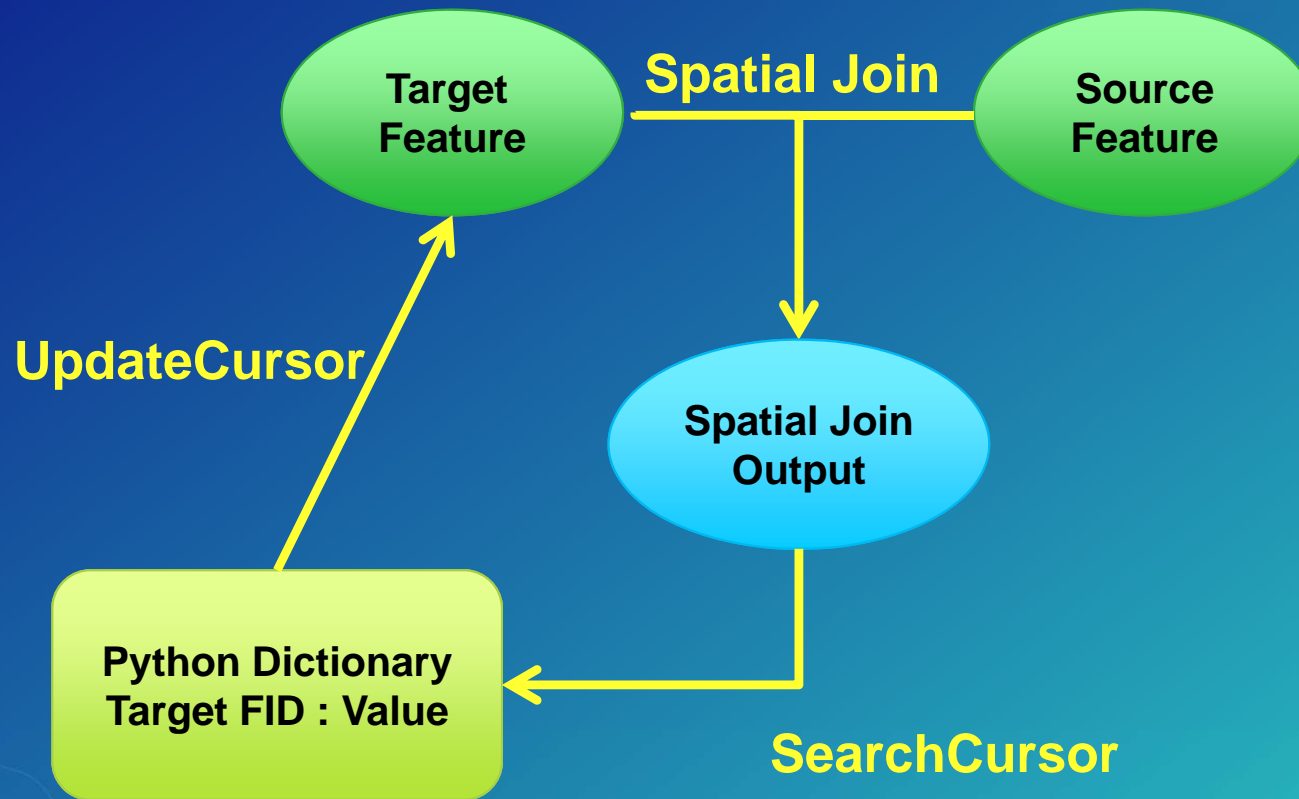 Target
Feature
Spatial Join
Source
Feature
UpdateCursor
Spatial Join
Output
Python Dictionary
Target FID : Value
SearchCursor